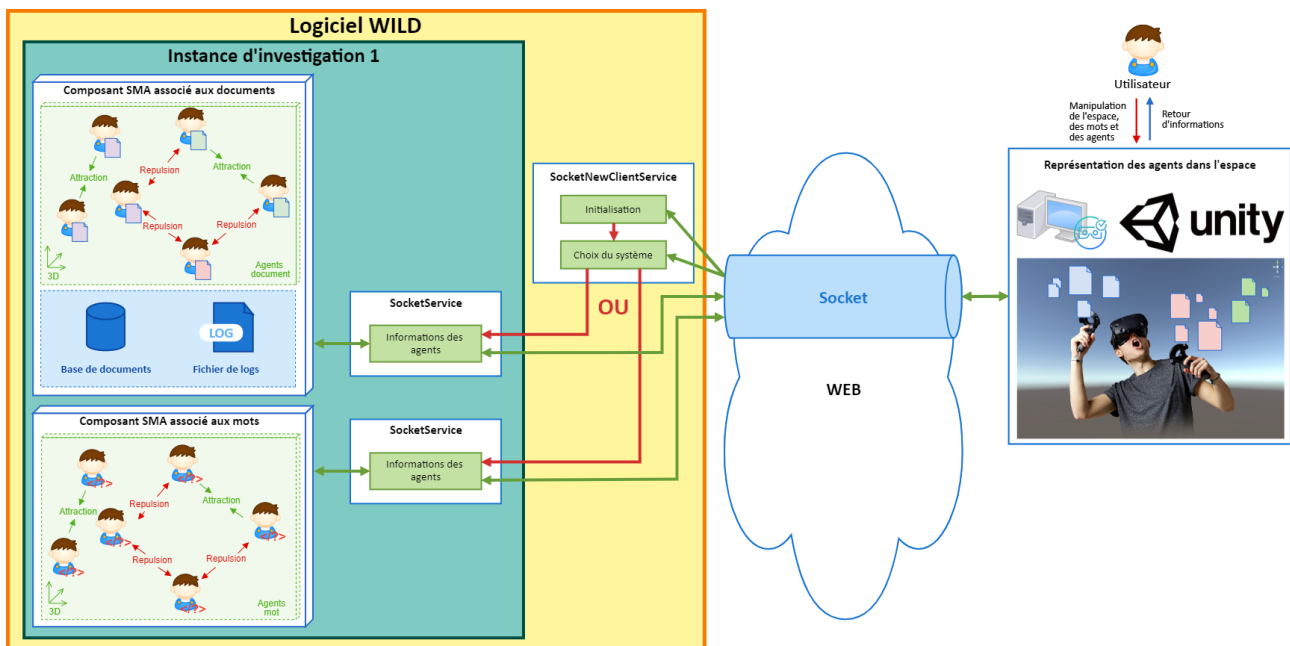 Logiciel WILD
Instance d'investigation 1
Composant SMA associé aux documents
Attraction
Repulsion
Attraction
Repulsion
Repulsion
3D
Agents
document
LOG
Base de documents
Fichier de logs
Composant SMA associé aux mots
Attraction
Repulsion
Attraction
Repulsion
Repulsion
3D
Agents
mot
</>
</>
</>
</>
</>
</>
SocketService
Informations des
agents
SocketService
Informations des
agents
SocketNewClientService
Initialisation
Choix du système
OU
Socket
WEB
Utilisateur
Manipulation
de l'espace,
des mots et
des agents
Retour
d'informations
Représentation des agents dans l'espace
unity